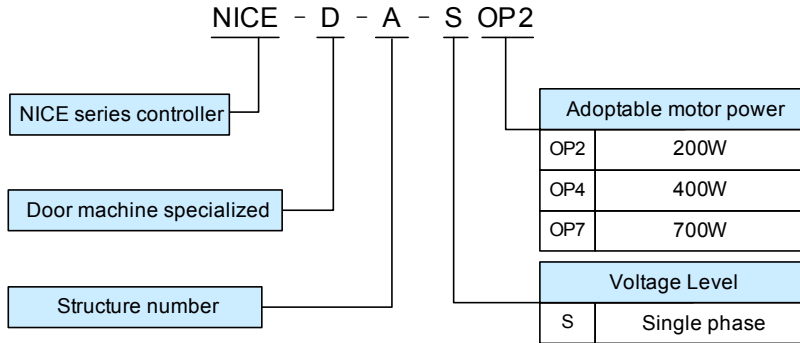 NICE - D - A - S OP2
NICE series controller
Door machine specialized
Structure number
Adoptable motor power
OP2 200W
OP4 400W
OP7 700W
Voltage Level
S Single phase